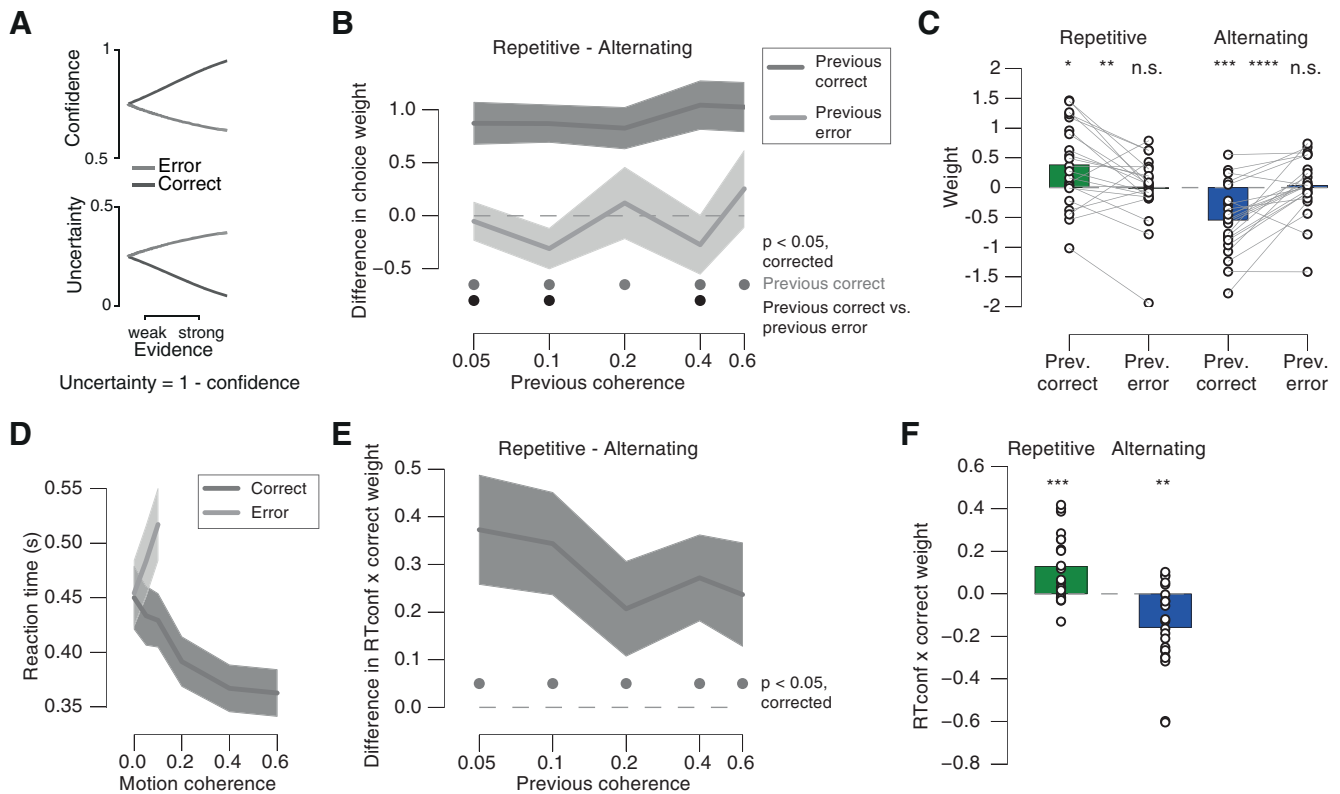 A
1
Confidence
0.5
Error
Correct
0.5
Uncertainty
0
weak strong
Evidence
Uncertainty = 1 - confidence
B
Repetitive - Alternating
Previous
correct
Previous
error
Difference in choice weight
1.0
0.5
0.0
−0.5
p < 0.05,
corrected
Previous correct
Previous correct vs.
previous error
0.05 0.1 0.2 0.4 0.6
Previous coherence
C
Repetitive Alternating
* ** n.s. *** **** n.s.
Weight
2
1.5
1
0.5
0
-0.5
-1
-1.5
-2
Prev. Prev. Prev. Prev.
correct error correct error
D
Correct
Error
Reaction time (s)
0.55
0.50
0.45
0.40
0.35
0.0 0.2 0.4 0.6
Motion coherence
E
Repetitive - Alternating
Difference in RTconf x correct weight
0.5
0.4
0.3
0.2
0.1
0.0
p < 0.05,
corrected
0.05 0.1 0.2 0.4 0.6
Previous coherence
F
Repetitive Alternating
*** **
RTconf x correct weight
0.6
0.4
0.2
0.0
−0.2
−0.4
−0.6
−0.8